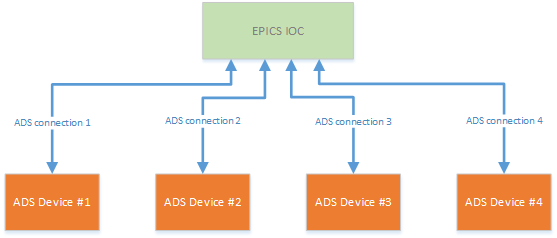 EPICS IOC
ADS connection 1
ADS connection 2
ADS connection 3
ADS connection 4
ADS Device #1
ADS Device #2
ADS Device #3
ADS Device #4